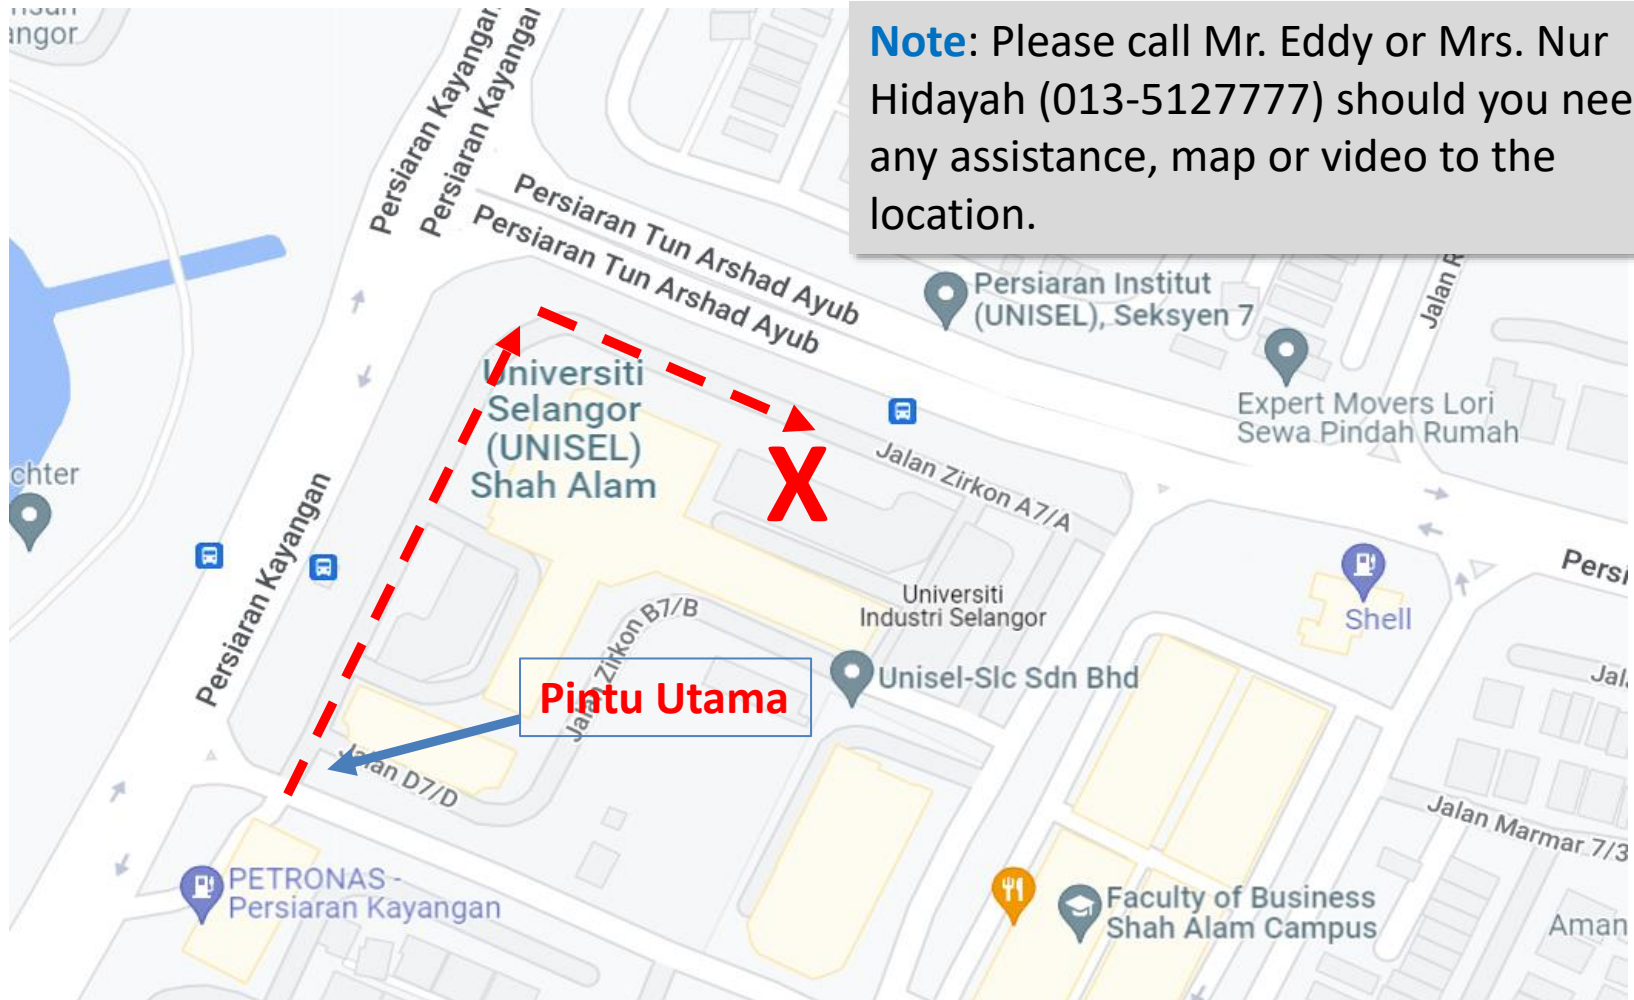 angor
Note: Please call Mr. Eddy or Mrs. Nur
Hidayah (013-5127777) should you nee
any assistance, map or video to the
location.
Persiaran Kayangan
Persiaran Kayangan
Persiaran Tun Arshad Ayub
Persiaran Tun Arshad Ayub
Persiaran Institut
(UNISEL), Seksyen 7
Jalan R
Universiti
Selangor
(UNISEL)
Shah Alam
Expert Movers Lori
Sewa Pindah Rumah
X
Jalan Zirkon A7/A
chter
Persiaran Kayangan
Persi
Universiti
Industri Selangor
Shell
Jalan Zirkon B7/B
Pintu Utama
Unisel-Slc Sdn Bhd
Jal
Jalan D7/D
Jalan Marmar 7/3
PETRONAS -
Persiaran Kayangan
Faculty of Business
Shah Alam Campus
Aman